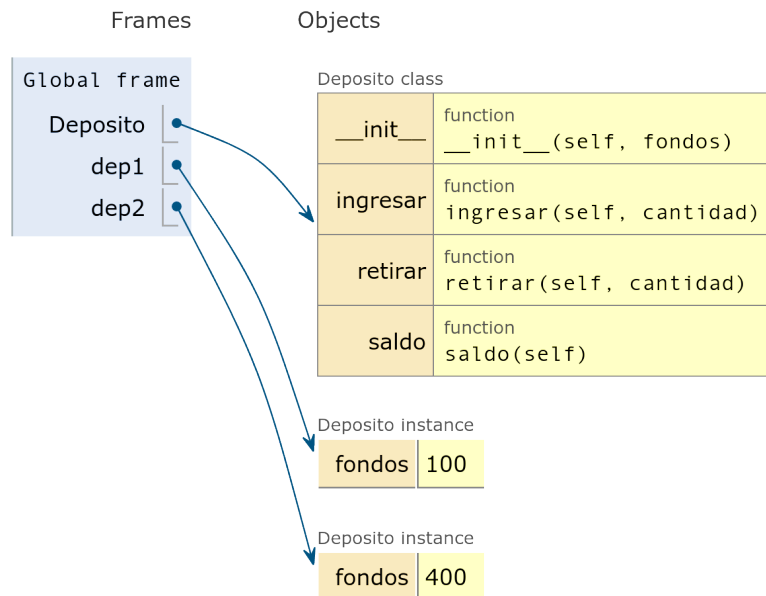 Frames Objects
Global frame
Deposito
dep1
dep2
Deposito class
__init__ function
__init__(self, fondos)
ingresar function
ingresar(self, cantidad)
retirar function
retirar(self, cantidad)
saldo function
saldo(self)
Deposito instance
fondos 100
Deposito instance
fondos 400